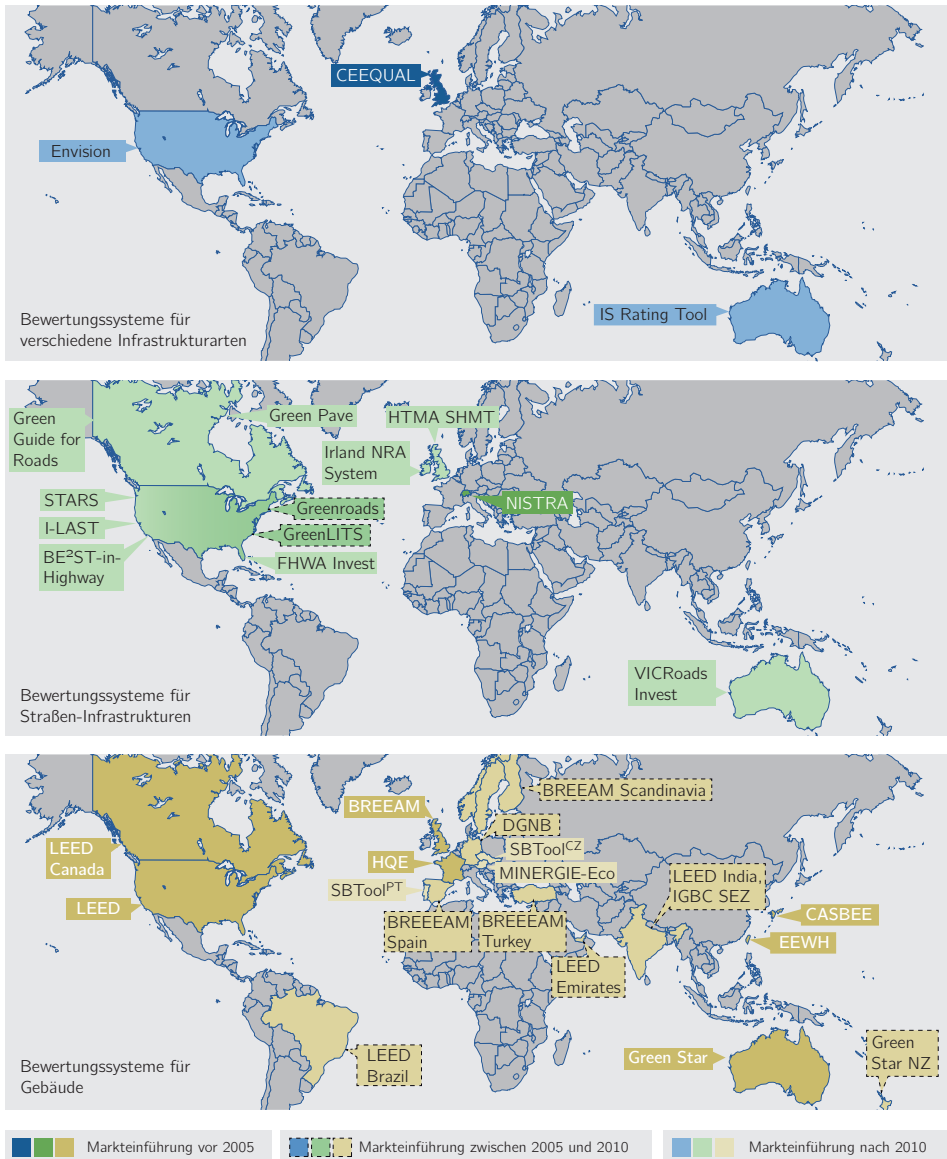 CEEQUAL
Envision
IS Rating Tool
Bewertungssysteme für
verschiedene Infrastrukturarten
Green
Guide for
Roads
Green Pave
HTMA SHMT
Irland NRA
System
STARS
I-LAST
BE²ST-in-
Highway
Greenroads
GreenLITS
FHWA Invest
NISTRA
VICRoads
Invest
Bewertungssysteme für
Straßen-Infrastrukturen
BREEAM Scandinavia
BREEAM
DGNB
LEED
Canada
SBToolCZ
HQE
MINERGIE-Eco
SBToolPT
LEED India,
IGBC SEZ
LEED
CASBEE
BREEEAM
Spain
BREEEAM
Turkey
EEWH
LEED
Emirates
LEED
Brazil
Green Star
Green
Star NZ
Bewertungssysteme für
Gebäude
Markteinführung vor 2005
Markteinführung zwischen 2005 und 2010
Markteinführung nach 2010